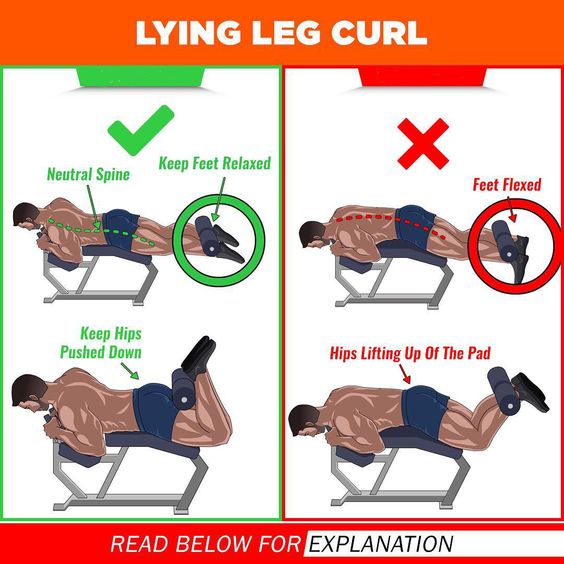 LYING LEG CURL
Neutral Spine
Keep Feet Relaxed
Keep Hips
Pushed Down
Feet Flexed
Hips Lifting Up Of The Pad
READ BELOW FOR EXPLANATION